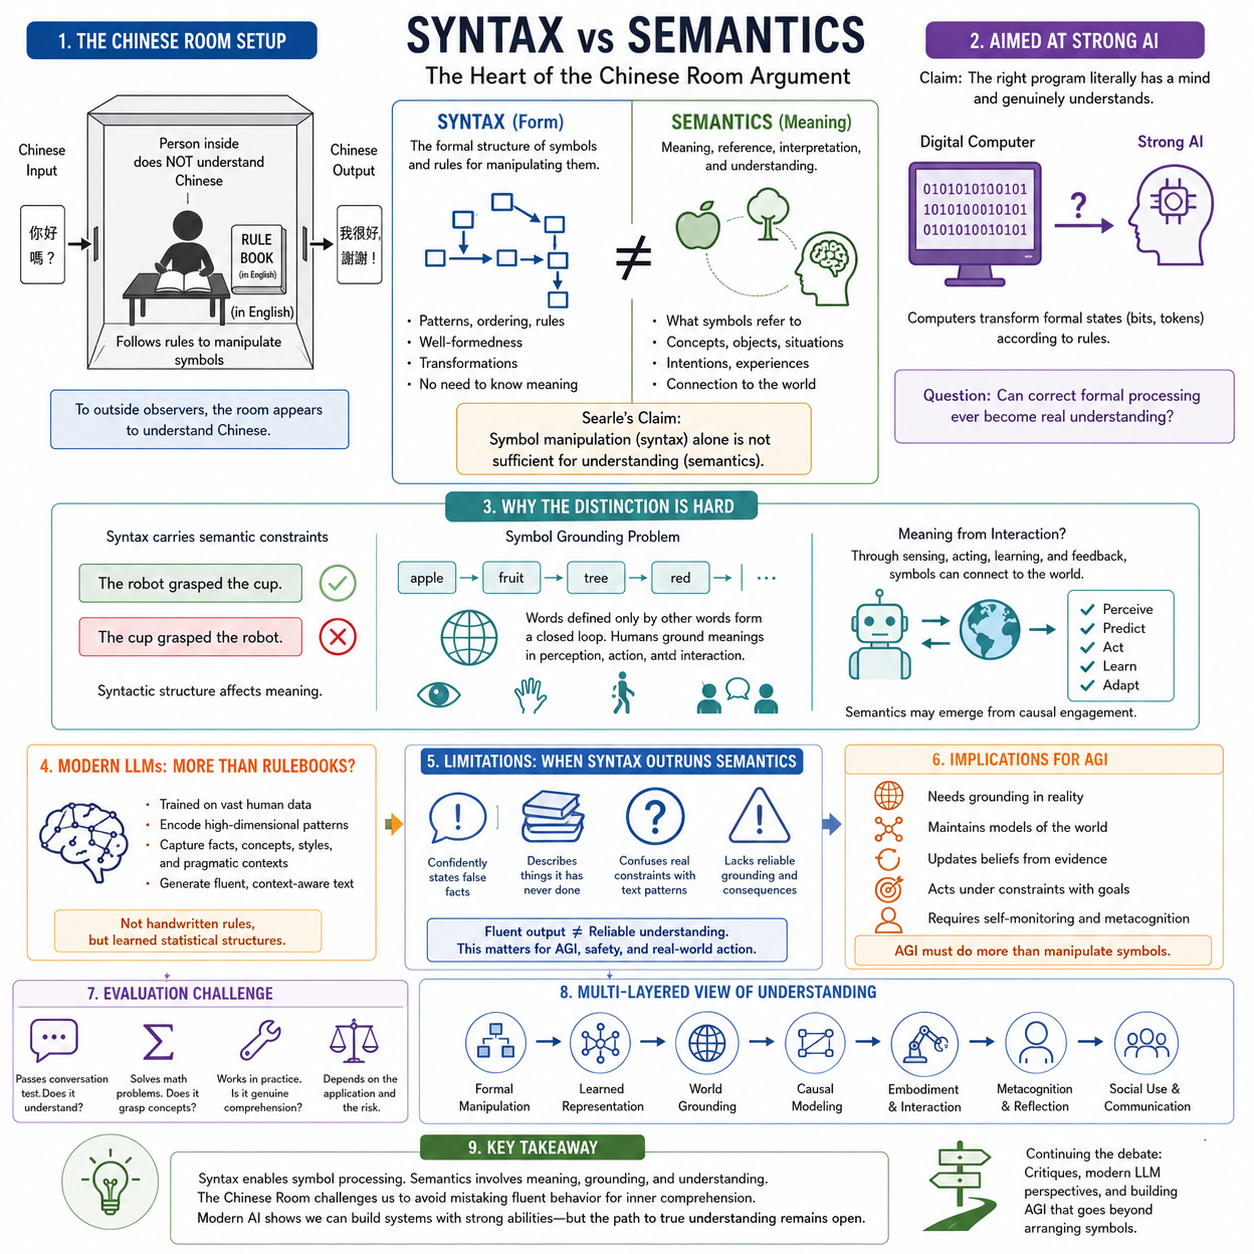 SYNTAX vs SEMANTICS
The Heart of the Chinese Room Argument
1. THE CHINESE ROOM SETUP
Chinese
Input
你好
嗎？
Person inside
does NOT understand
Chinese
RULE
BOOK
(in English)
(in English)
Follows rules to manipulate
symbols
Chinese
Output
我很好,
謝謝！
To outside observers, the room appears
to understand Chinese.
SYNTAX (Form)
The formal structure of symbols
and rules for manipulating them.
• Patterns, ordering, rules
• Well-formedness
• Transformations
• No need to know meaning
≠
SEMANTICS (Meaning)
Meaning, reference, interpretation,
and understanding.
• What symbols refer to
• Concepts, objects, situations
• Intentions, experiences
• Connection to the world
Searle's Claim:
Symbol manipulation (syntax) alone is not
sufficient for understanding (semantics).
2. AIMED AT STRONG AI
Claim: The right program literally has a mind
and genuinely understands.
Digital Computer
0101010100101
1010100010101
0101010010101
?
Strong AI
Computers transform formal states (bits, tokens)
according to rules.
Question: Can correct formal processing
ever become real understanding?
3. WHY THE DISTINCTION IS HARD
Syntax carries semantic constraints
The robot grasped the cup.
The cup grasped the robot.
Syntactic structure affects meaning.
Symbol Grounding Problem
apple
fruit
tree
red
...
Words defined only by other words form
a closed loop. Humans ground meanings
in perception, action, antd interaction.
Meaning from Interaction?
Through sensing, acting, learning, and feedback,
symbols can connect to the world.
Perceive
Predict
Act
Learn
Adapt
Semantics may emerge from causal engagement.
4. MODERN LLMs: MORE THAN RULEBOOKS?
• Trained on vast human data
• Encode high-dimensional patterns
• Capture facts, concepts, styles,
and pragmatic contexts
• Generate fluent, context-aware text
Not handwritten rules,
but learned statistical structures.
5. LIMITATIONS: WHEN SYNTAX OUTRUNS SEMANTICS
!
Confidently
states false
facts
Describes
things it has
never done
?
Confuses real
constraints with
text patterns
!
Lacks reliable
grounding and
consequences
Fluent output ≠ Reliable understanding.
This matters for AGI, safety, and real-world action.
6. IMPLICATIONS FOR AGI
Needs grounding in reality
Maintains models of the world
Updates beliefs from evidence
Acts under constraints with goals
Requires self-monitoring and metacognition
AGI must do more than manipulate symbols.
7. EVALUATION CHALLENGE
Passes conversation
test.Does it
understand?
Σ
Solves math
problems. Does it
grasp concepts?
Works in practice.
Is it genuine
comprehension?
Depends on the
application and
the risk.
8. MULTI-LAYERED VIEW OF UNDERSTANDING
Formal
Manipulation
Learned
Representation
World
Grounding
Causal
Modeling
Embodiment
& Interaction
Metacognition
& Reflection
Social Use &
Communication
9. KEY TAKEAWAY
Syntax enables symbol processing. Semantics involves meaning, grounding, and understanding.
The Chinese Room challenges us to avoid mistaking fluent behavior for inner comprehension.
Modern AI shows we can build systems with strong abilities—but the path to true understanding remains open.
Continuing the debate:
Critiques, modern LLM
perspectives, and building
AGI that goes beyond
arranging symbols.